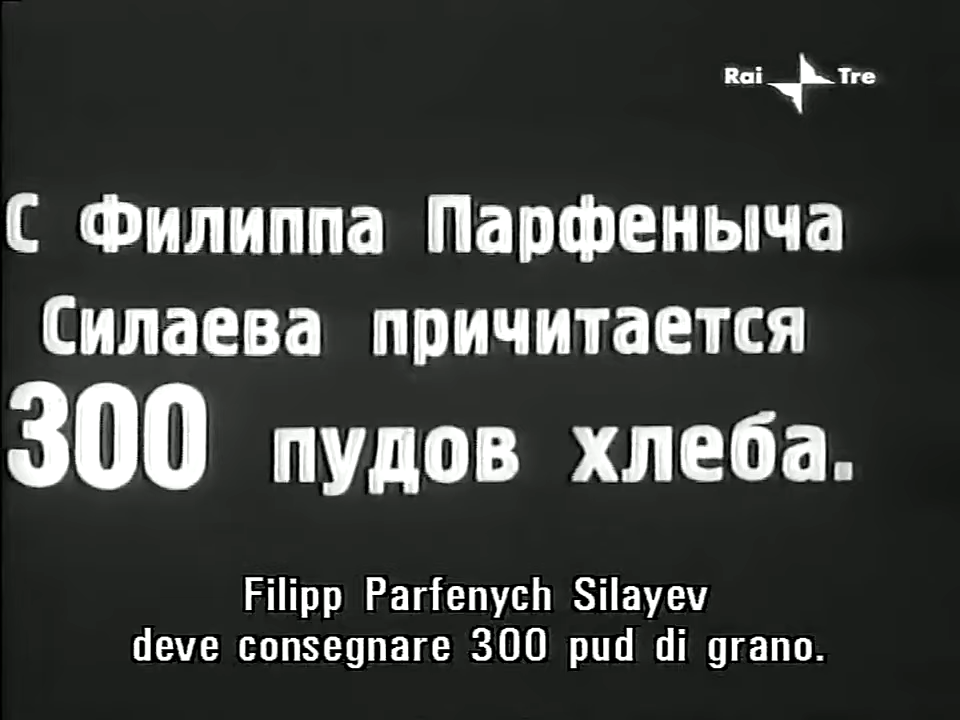 Rai Tre
С Филиппа Парфеныча
Силаева причитается
300 пудов хлеба.
Filipp Parfenych Silayev
deve consegnare 300 pud di grano.